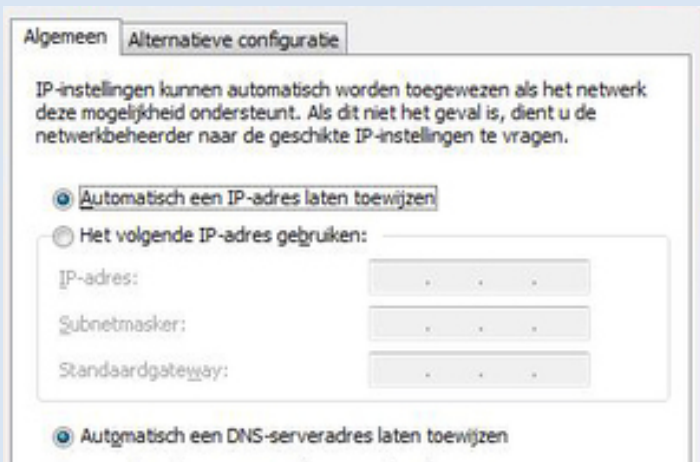 Algemeen
Alternatieve configuratie
IP-instellingen kunnen automatisch worden toegewezen als het netwerk
deze mogelijkheid ondersteunt. Als dit niet het geval is, dient u de
netwerkbeheerder naar de geschikte IP-instellingen te vragen.
Automatisch een IP-adres laten toewijzen
Het volgende IP-adres gebruiken:
IP-adres:
Subnetmasker:
Standaardgateway:
Automatisch een DNS-serveradres laten toewijzen